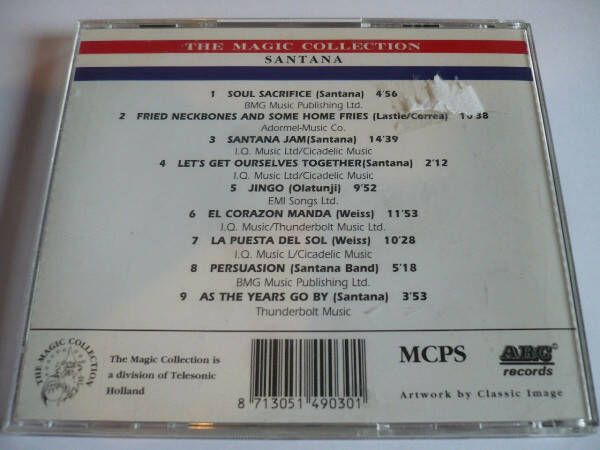 THE MAGIC COLLECTION
SANTANA
1 SOUL SACRIFICE (Santana) 4'56
BMG Music Publishing Ltd.
2 FRIED NECKBONES AND SOME HOME FRIES (Lastie/Correa) 10'38
Adormel-Music Co.
3 SANTANA JAM(Santana) 14'39
I.Q. Music Ltd/Cicadelic Music
4 LET'S GET OURSELVES TOGETHER(Santana) 2'12
I.Q. Music Ltd/Cicadelic Music
5 JINGO (Olatunji) 9'52
EMI Songs Ltd.
6 EL CORAZON MANDA (Weiss) 11'53
I.Q. Music/Thunderbolt Music Ltd.
7 LA PUESTA DEL SOL (Weiss) 10'28
I.Q. Music L/Cicadelic Music
8 PERSUASION (Santana Band) 5'18
BMG Music Publishing Ltd.
9 AS THE YEARS GO BY (Santana) 3'53
Thunderbolt Music
THE MAGIC COLLECTION
The Magic Collection is
a division of Telesonic
Holland
8 713051 490301
MCPS
ARC
records
Artwork by Classic Image